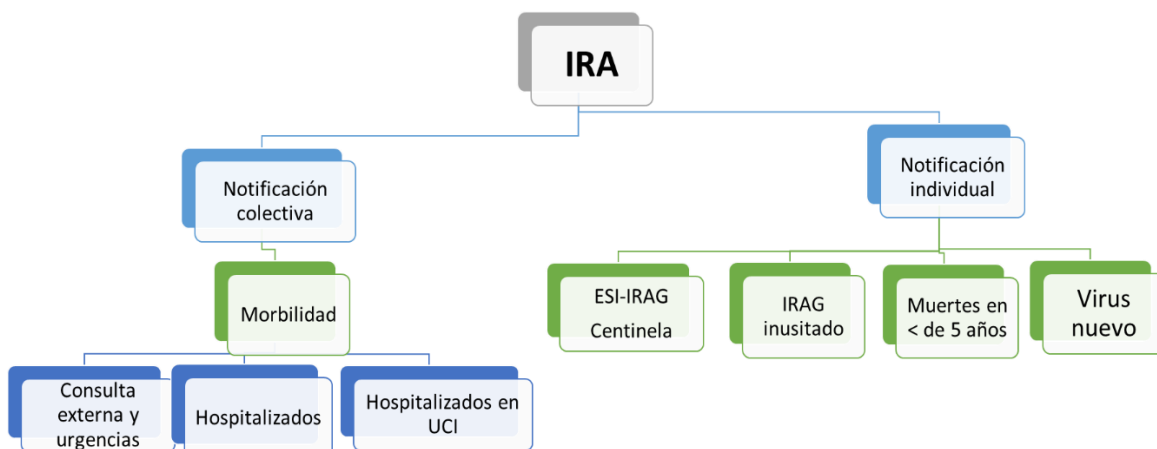 IRA
Notificación
colectiva
Notificación
individual
Morbilidad
ESI-IRAG
Centinela
IRAG
inusitado
Muertes en
< de 5 años
Virus
nuevo
Consulta
externa y
urgencias
Hospitalizados
Hospitalizados en
UCI